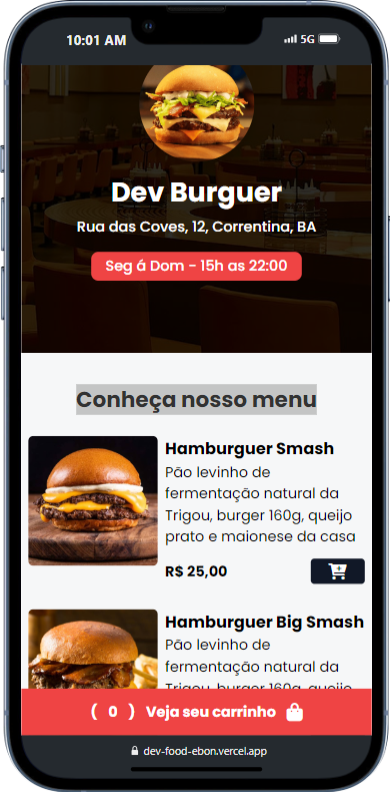 10:01 AM
5G
Dev Burguer
Rua das Coves, 12, Correntina, BA
Seg á Dom - 15h as 22:00
Conheça nosso menu
Hamburguer Smash
Pão levinho de
fermentação natural da
Trigou, burger 160g, queijo
prato e maionese da casa
R$ 25,00
Hamburguer Big Smash
Pão levinho de
fermentação natural da
Trigou, burger 160g, queijo
( 0 ) Veja seu carrinho
dev-food-ebon.vercel.app